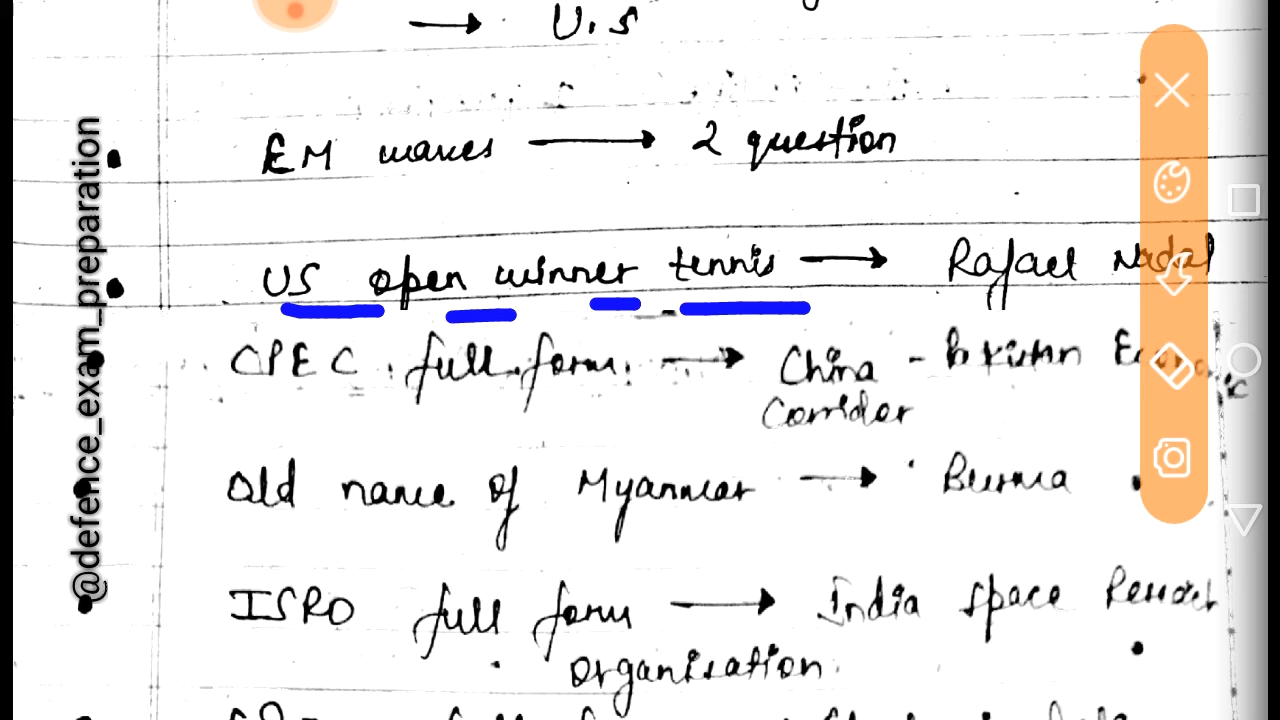 → U.S
EM waves → 2 question
US open winner tennis → Rafael Nadal
CPEC full form → China - Economic
Corridor
Old name of Myanmar → Burma
ISRO full form → India space
Organisation
@defence_exam_preparation